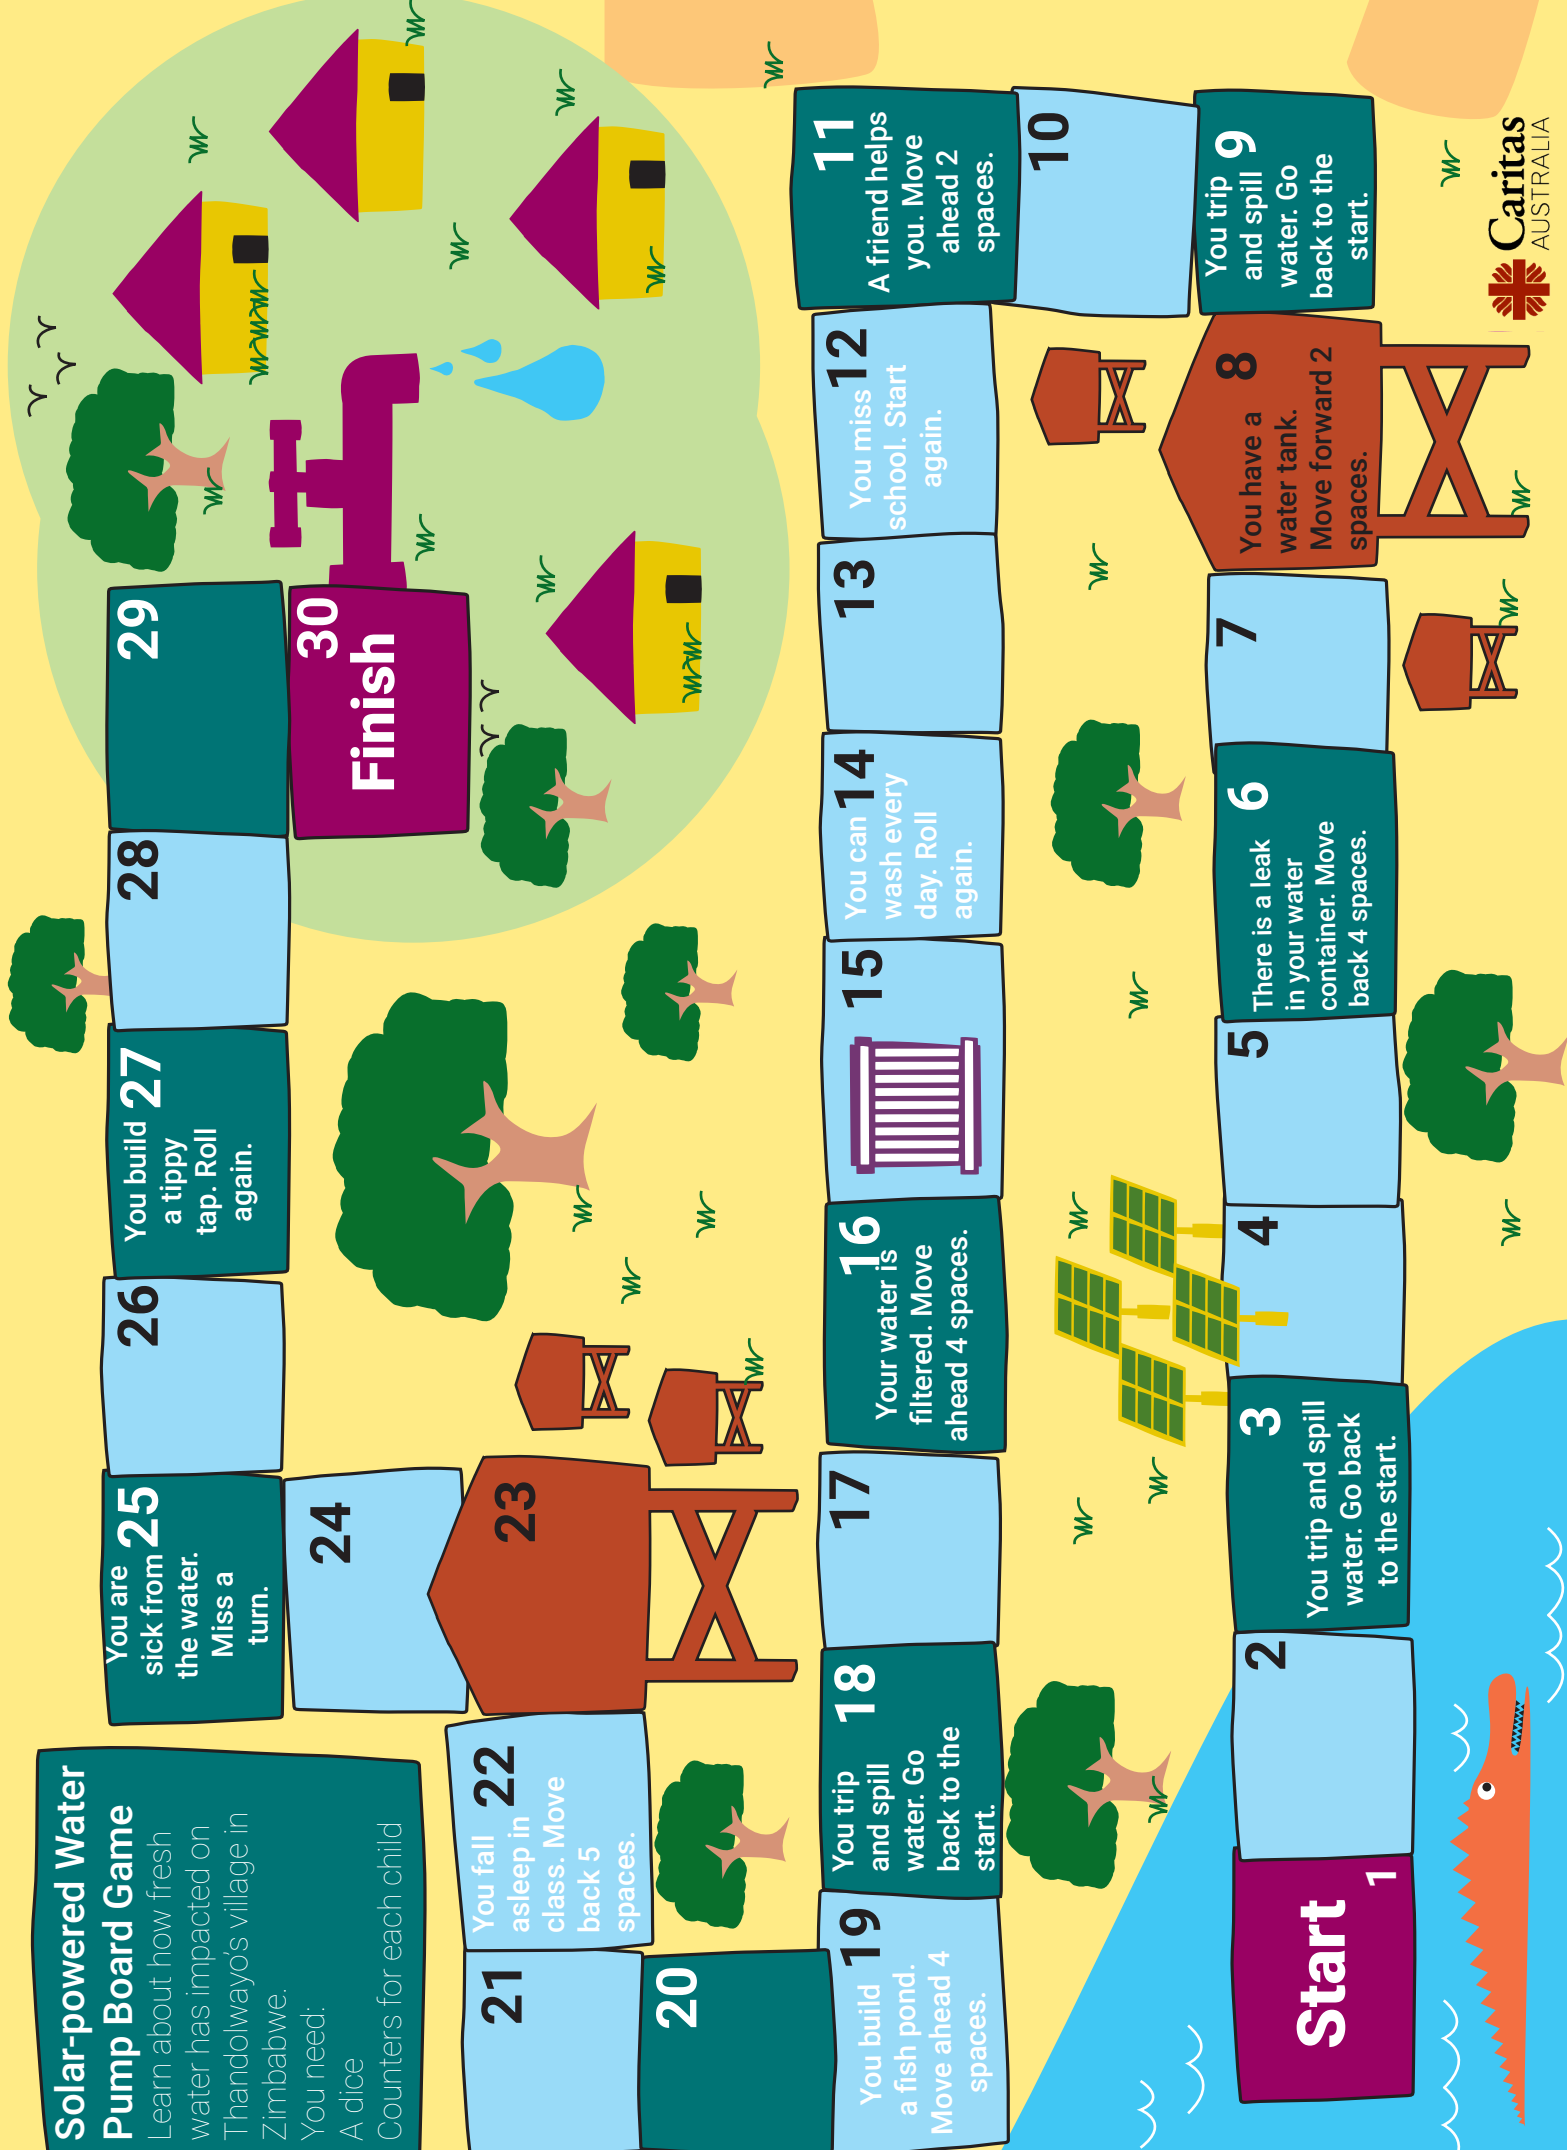 Solar-powered Water
Pump Board Game
Learn about how fresh
water has impacted on
Thandolwayo's village in
Zimbabwe.
You need:
A dice
Counters for each child
Start
1
2
3
You trip and spill
water. Go back
to the start.
4
5
6
There is a leak
in your water
container. Move
back 4 spaces.
7
8
You have a
water tank.
Move forward 2
spaces.
9
You trip
and spill
water. Go
back to the
start.
10
11
A friend helps
you. Move
ahead 2
spaces.
12
You miss
school. Start
again.
13
14
You can
wash every
day. Roll
again.
15
16
Your water is
filtered. Move
ahead 4 spaces.
17
18
You trip
and spill
water. Go
back to the
start.
19
You build
a fish pond.
Move ahead 4
spaces.
20
21
22
You fall
asleep in
class. Move
back 5
spaces.
23
24
25
You are
sick from
the water.
Miss a
turn.
26
27
You build
a tippy
tap. Roll
again.
28
29
30
Finish
Caritas
AUSTRALIA